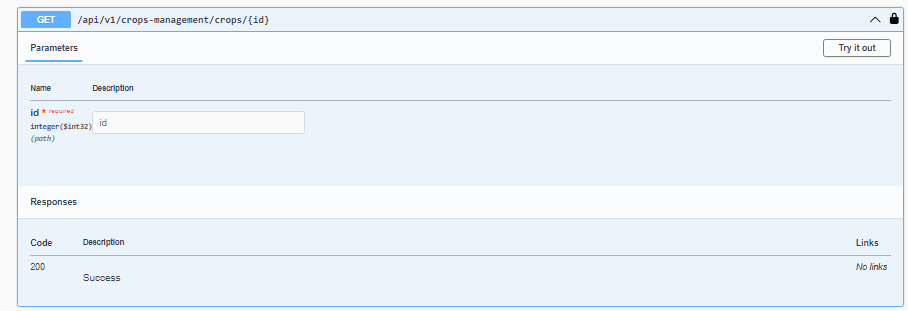 GET /api/v1/crops-management/crops/{id}
Parameters
Try it out
Name Description
id * required
integer($int32)
(path)
id
Responses
Code Description Links
200 Success No links